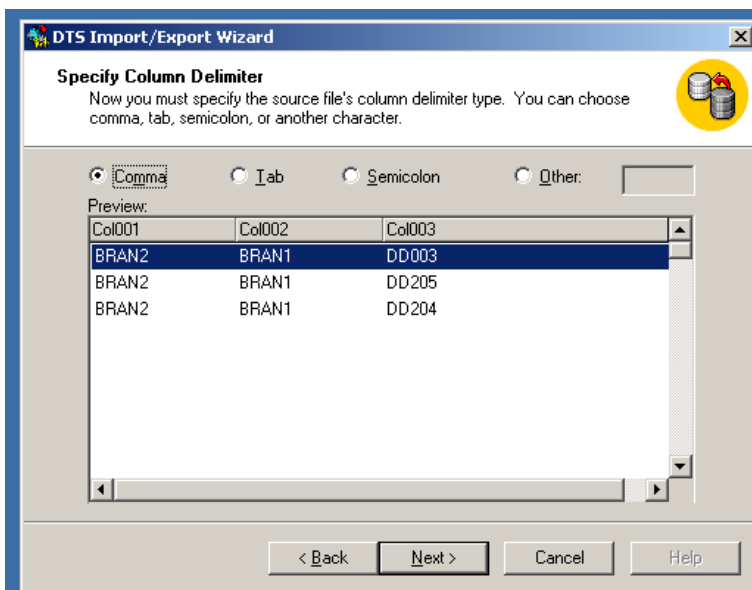 DTS Import/Export Wizard
Specify Column Delimiter
Now you must specify the source file's column delimiter type. You can choose
comma, tab, semicolon, or another character.
Comma Tab Semicolon Other:
Preview:
Col001 Col002 Col003
BRAN2 BRAN1 DD003
BRAN2 BRAN1 DD205
BRAN2 BRAN1 DD204
< Back Next > Cancel Help